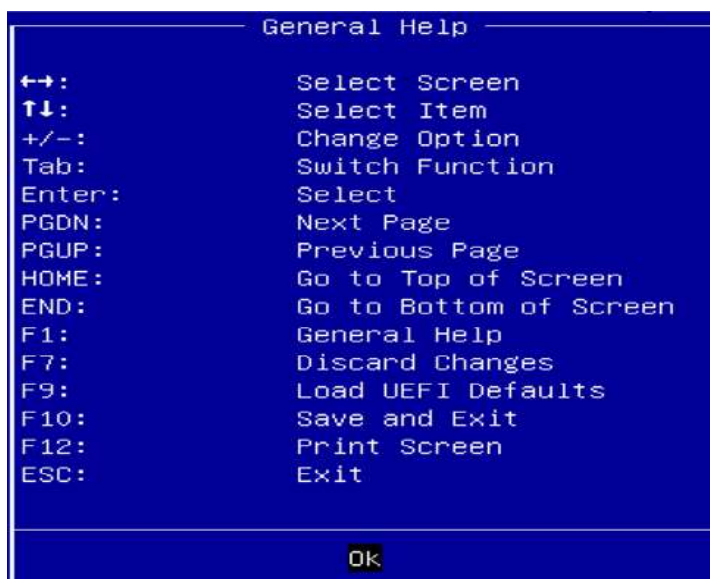 General Help
←→: Select Screen
↑↓: Select Item
+/-: Change Option
Tab: Switch Function
Enter: Select
PGDN: Next Page
PGUP: Previous Page
HOME: Go to Top of Screen
END: Go to Bottom of Screen
F1: General Help
F7: Discard Changes
F9: Load UEFI Defaults
F10: Save and Exit
F12: Print Screen
ESC: Exit
Ok